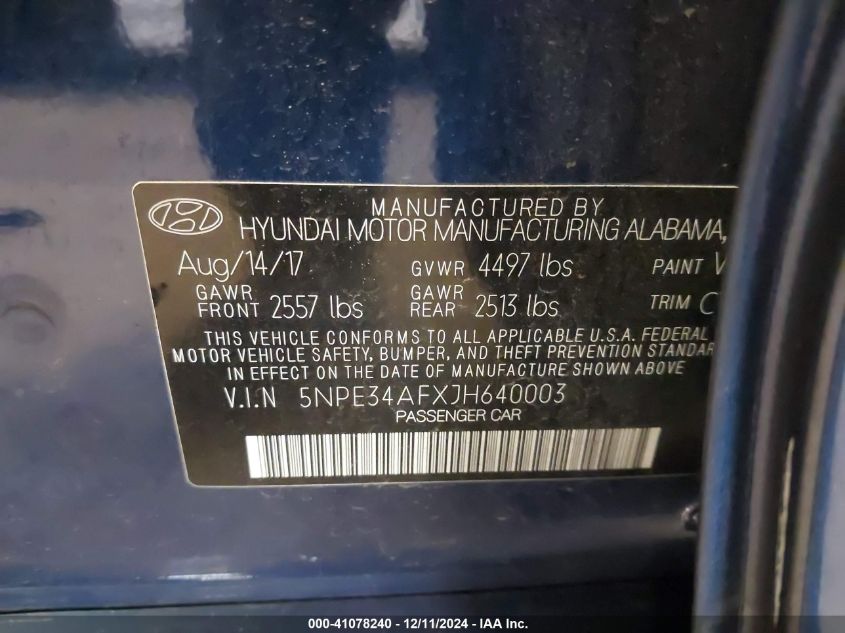 MANUFACTURED BY
HYUNDAI MOTOR MANUFACTURING ALABAMA,
Aug/14/17 GVWR 4497 lbs PAINT
GAWR FRONT 2557 lbs GAWR REAR 2513 lbs TRIM
THIS VEHICLE CONFORMS TO ALL APPLICABLE U.S.A. FEDERAL
MOTOR VEHICLE SAFETY, BUMPER, AND THEFT PREVENTION STANDAR
IN EFFECT ON THE DATE OF MANUFACTURE SHOWN ABOVE
V.I.N 5NPE34AFXJH640003
PASSENGER CAR
000-41078240 - 12/11/2024 - IAA Inc.